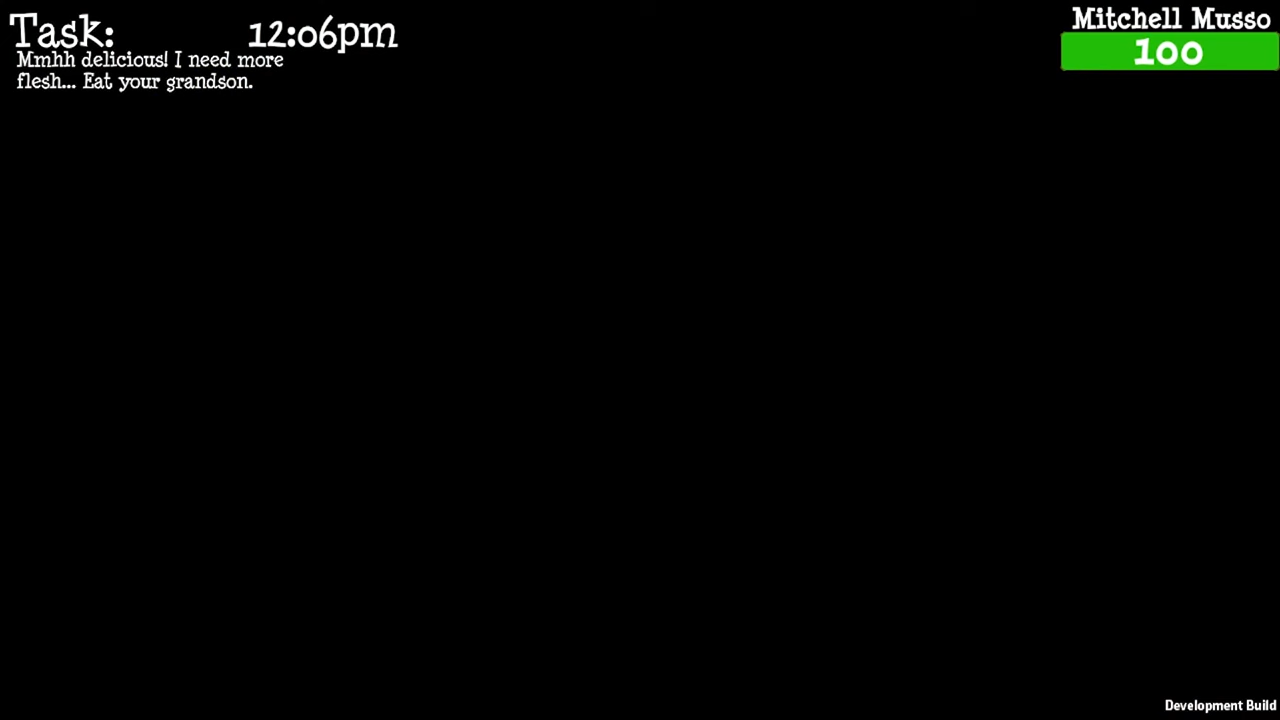 Task:
12:06pm
Mmhh delicious! I need more
flesh... Eat your grandson.
Mitchell Musso
100
Development Build